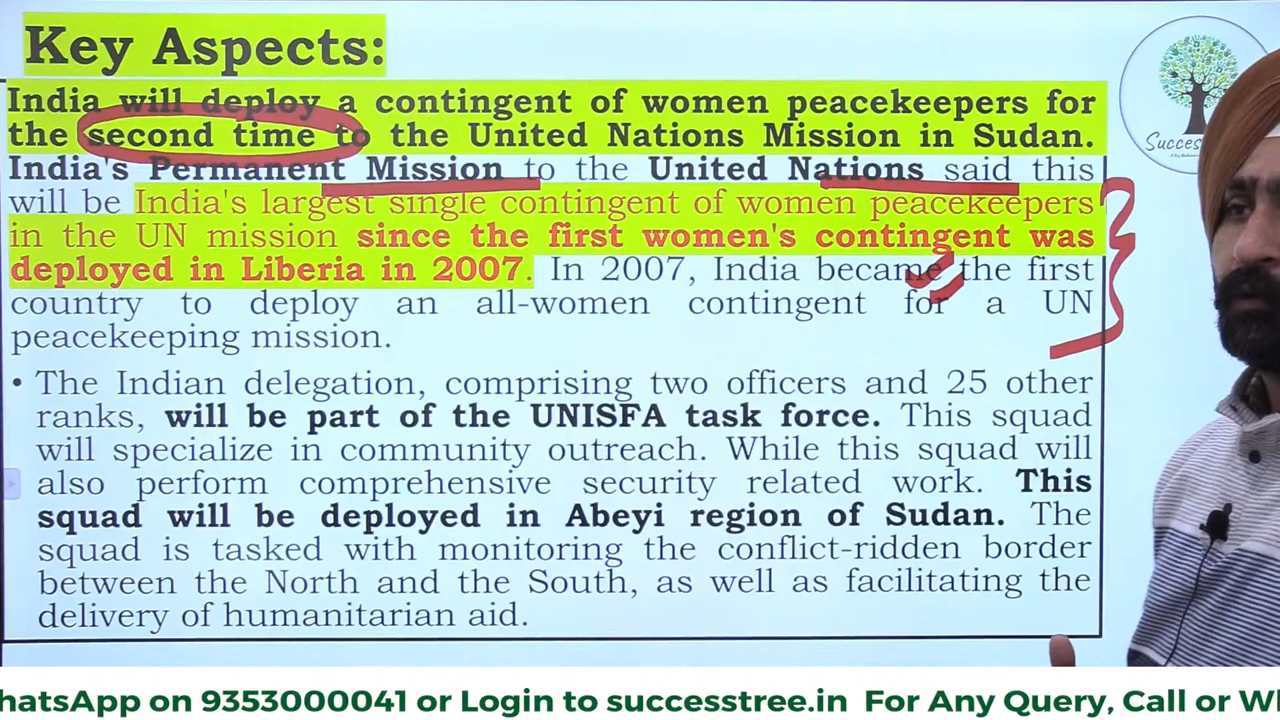 Key Aspects:
India will deploy a contingent of women peacekeepers for
the second time to the United Nations Mission in Sudan.
India's Permanent Mission to the United Nations said this
will be India's largest single contingent of women peacekeepers
in the UN mission since the first women's contingent was
deployed in Liberia in 2007. In 2007, India became the first
country to deploy an all-women contingent for a UN
peacekeeping mission.
• The Indian delegation, comprising two officers and 25 other
ranks, will be part of the UNISFA task force. This squad
will specialize in community outreach. While this squad will
also perform comprehensive security related work. This
squad will be deployed in Abeyi region of Sudan. The
squad is tasked with monitoring the conflict-ridden border
between the North and the South, as well as facilitating the
delivery of humanitarian aid.
Success
hatsApp on 9353000041 or Login to successtree.in For Any Query, Call or Wh